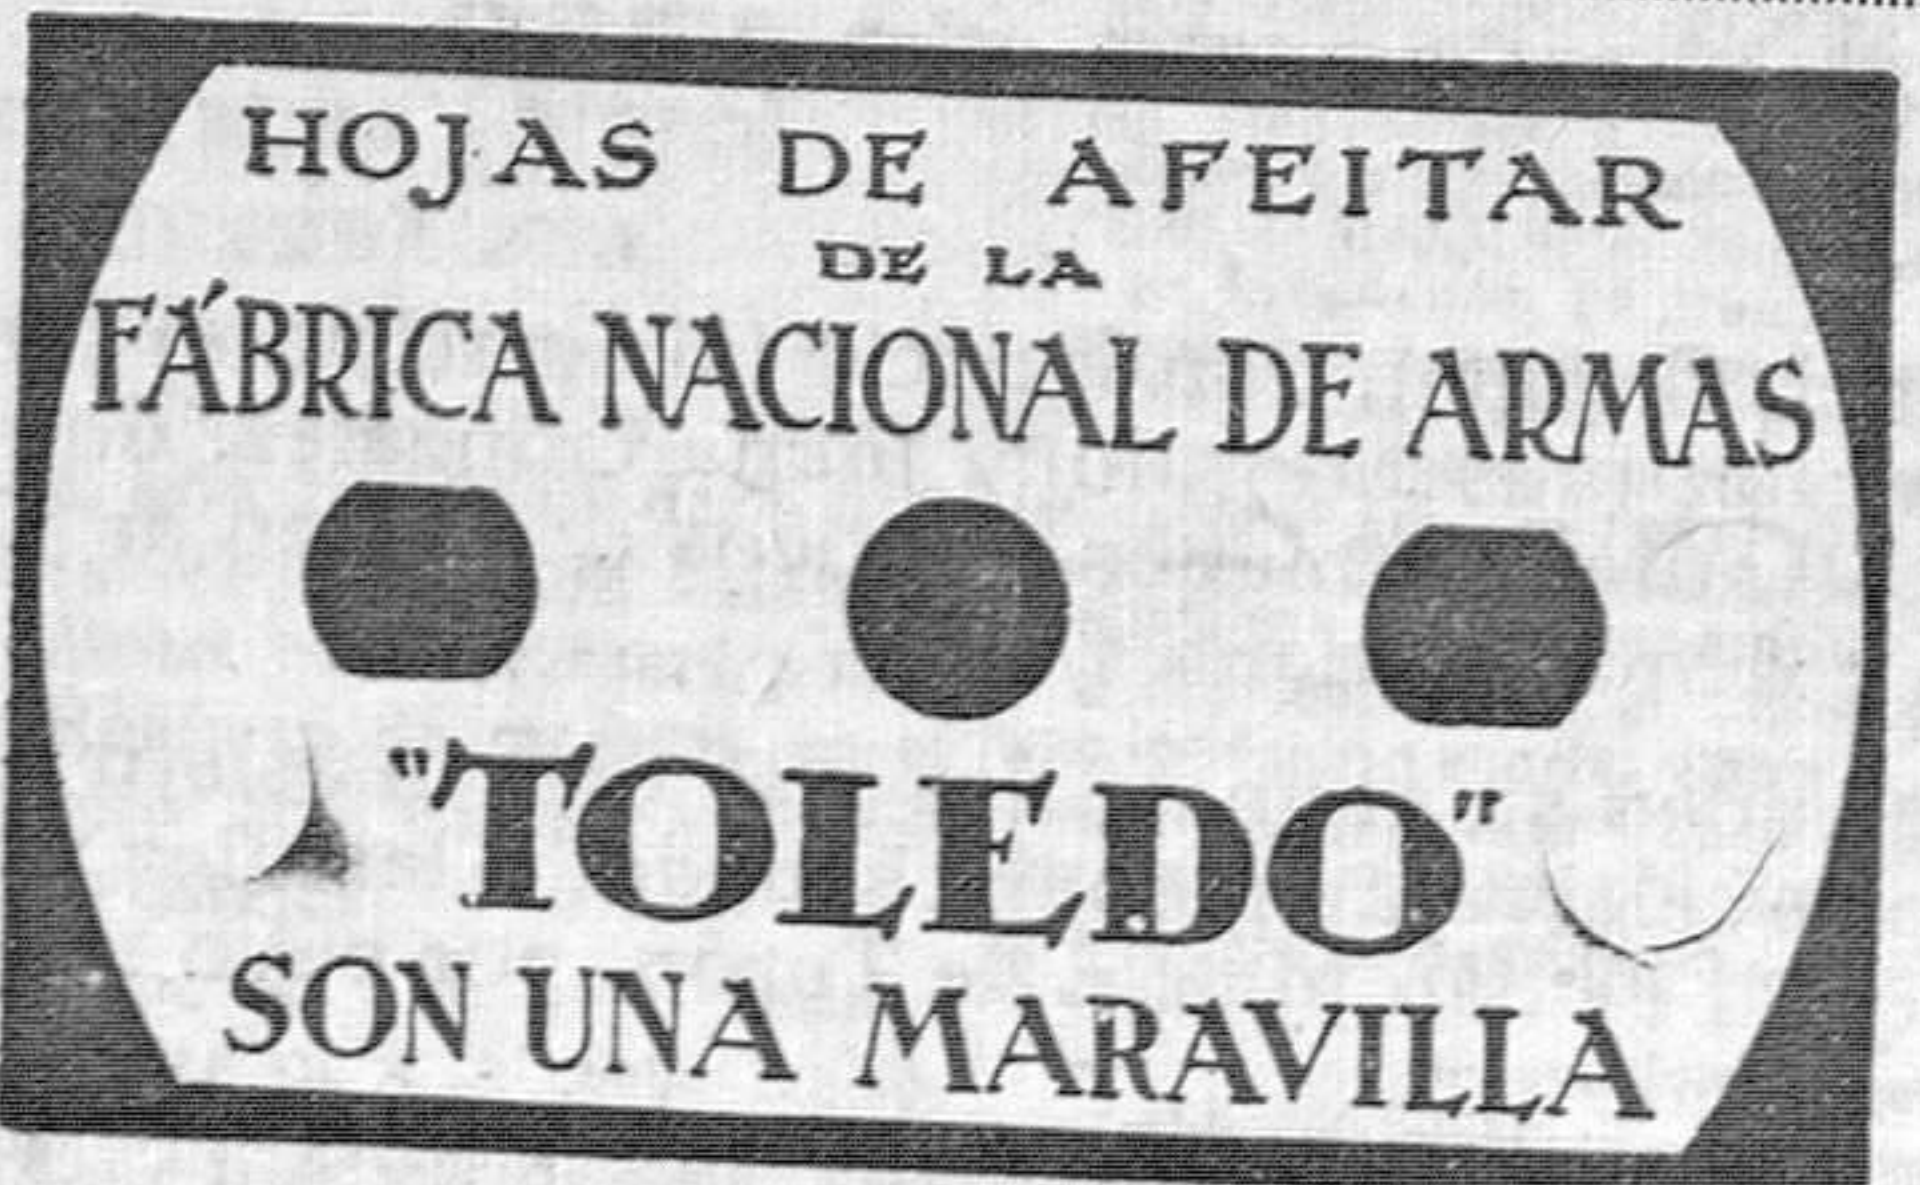 HOJAS DE AFEITAR
DE LA
FÁBRICA NACIONAL DE ARMAS
"TOLEDO"
SON UNA MARAVILLA